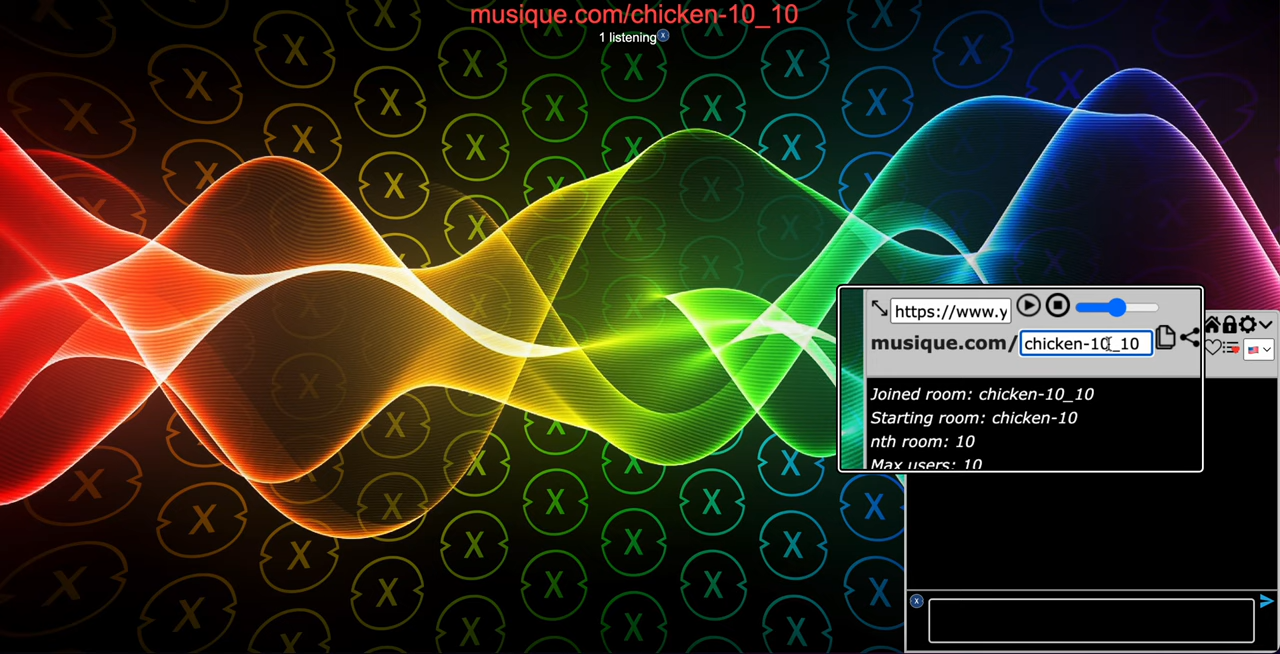 musique.com/chicken-10_10
1 listening
https://www.y
musique.com/ chicken-10_10
Joined room: chicken-10_10
Starting room: chicken-10
nth room: 10
Max users: 10